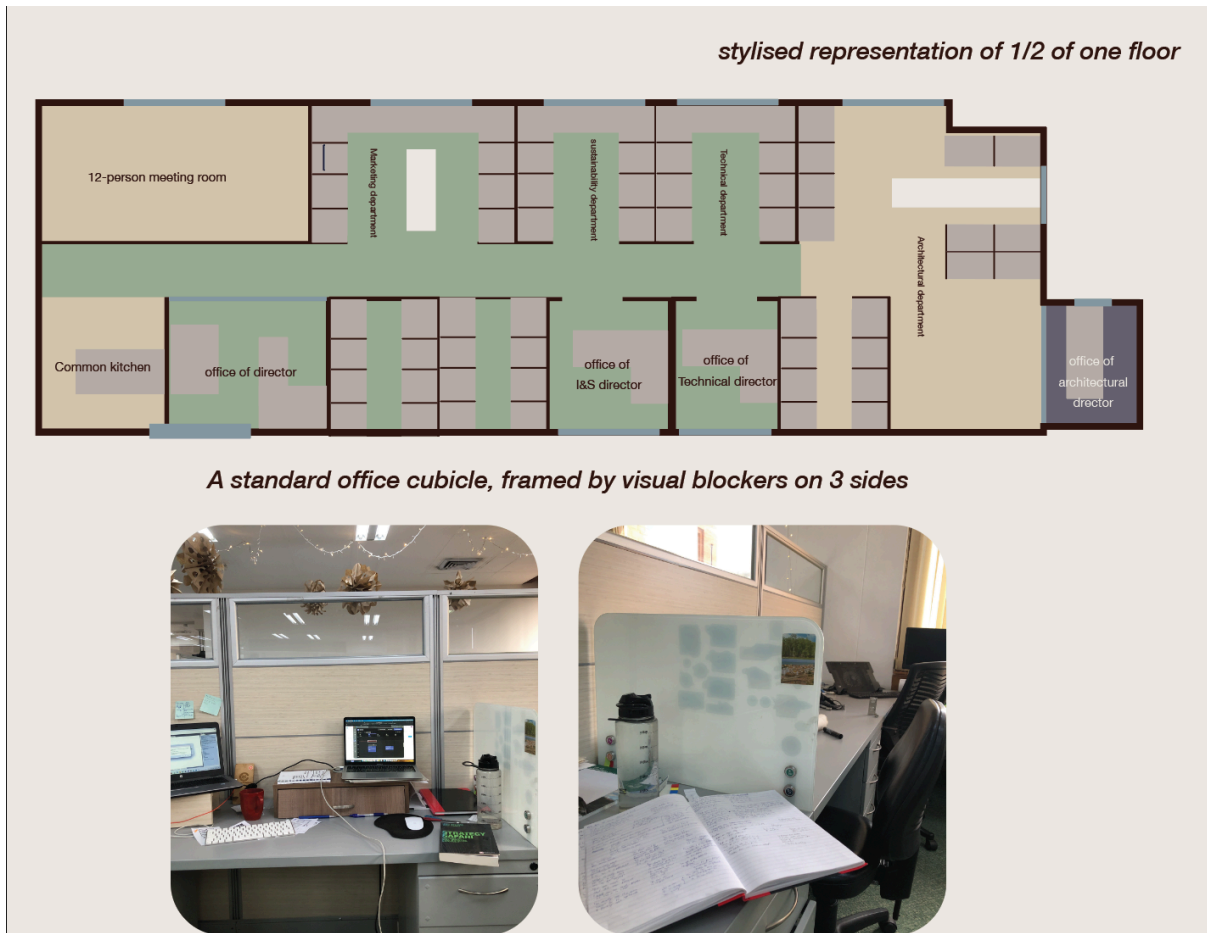 stylised representation of 1/2 of one floor
12-person meeting room
Marketing department
sustainability department
Technical department
Architectural department
Common kitchen
office of director
office of
I&S director
office of
Technical director
office of
architectural
drector
A standard office cubicle, framed by visual blockers on 3 sides
STRATEGY